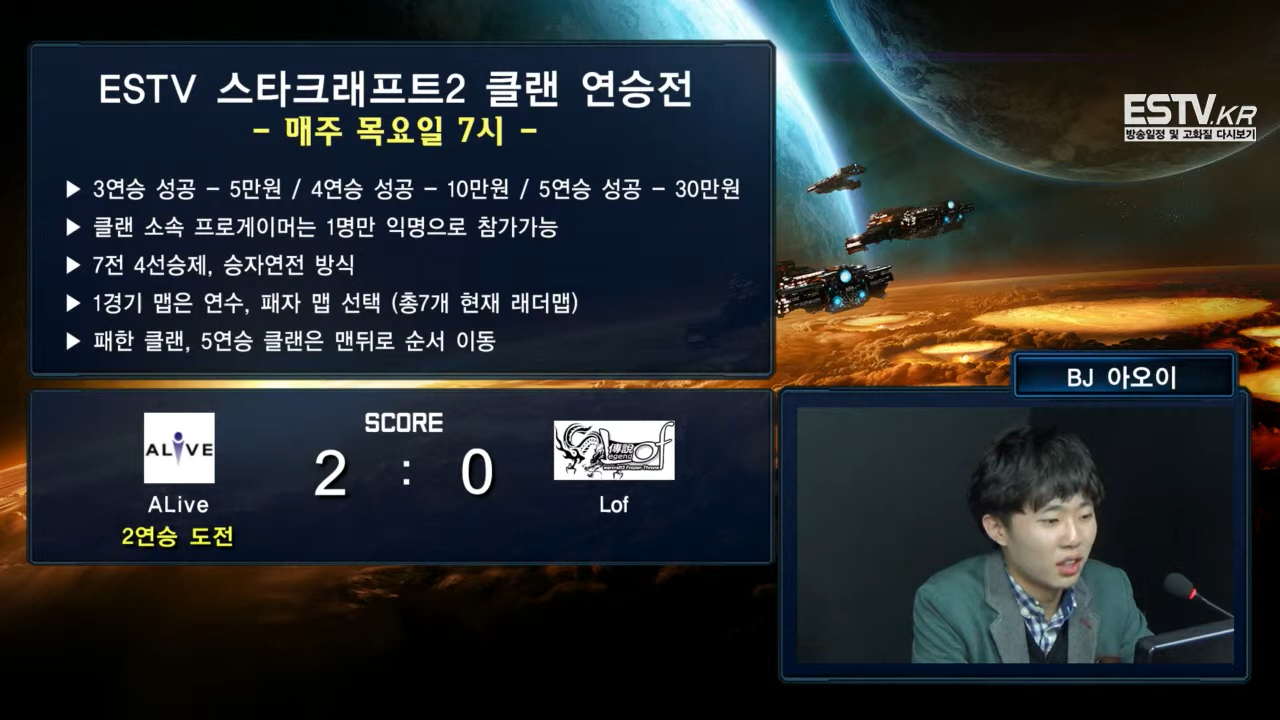 ESTV 스타크래프트2 클랜 연승전
- 매주 목요일 7시 -
▶ 3연승 성공 - 5만원 / 4연승 성공 - 10만원 / 5연승 성공 - 30만원
▶ 클랜 소속 프로게이머는 1명만 익명으로 참가가능
▶ 7전 4선승제, 승자연전 방식
▶ 1경기 맵은 연수, 패자 맵 선택 (총7개 현재 래더맵)
▶ 패한 클랜, 5연승 클랜은 맨뒤로 순서 이동
ESTV.KR
방송일정 및 고화질 다시보기
BJ 아오이
SCORE
2 : 0
ALIVE
ALive
2연승 도전
傳說
Lof
egend
warcraft3 Frozen Throne
Lof